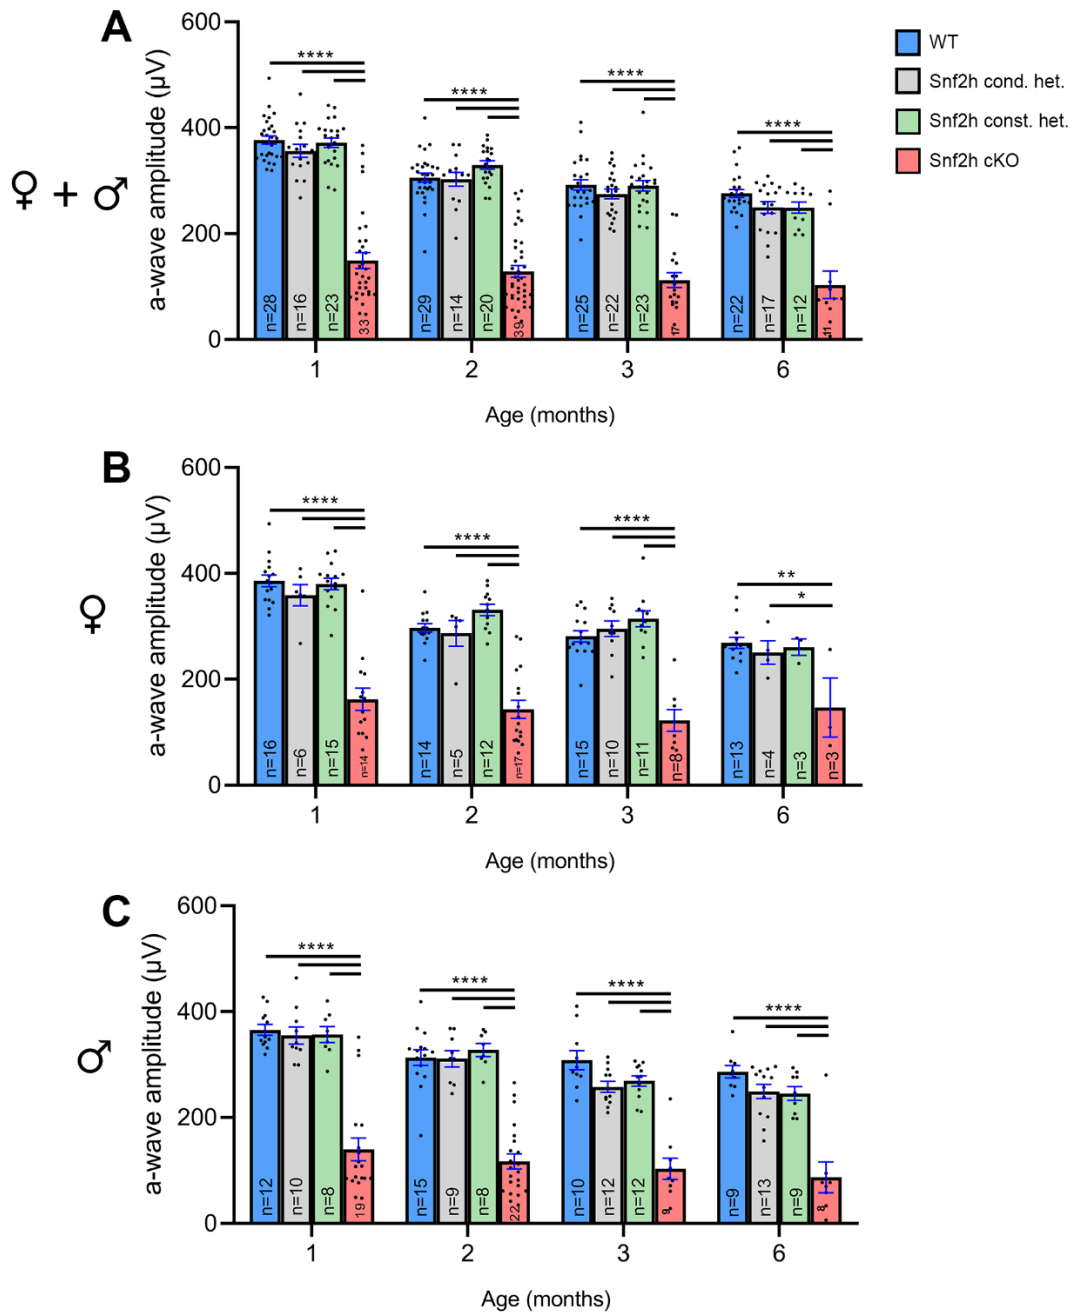 A
♀ + ♂
a-wave amplitude (µV)
600
400
200
0
****
****
****
****
n=28
n=16
n=23
33
n=29
n=14
n=20
39
n=25
n=22
n=23
17
n=22
n=17
n=12
11
1
2
3
6
Age (months)
WT
Snf2h cond. het.
Snf2h const. het.
Snf2h cKO
B
♀
a-wave amplitude (µV)
600
400
200
0
****
****
****
**
*
n=16
n=6
n=15
n=14
n=14
n=5
n=12
n=17
n=15
n=10
n=11
n=8
n=13
n=4
n=3
n=3
1
2
3
6
Age (months)
C
♂
a-wave amplitude (µV)
600
400
200
0
****
****
****
****
n=12
n=10
n=8
19
n=15
n=9
n=8
22
n=10
n=12
n=12
9
n=9
n=13
n=9
8
1
2
3
6
Age (months)